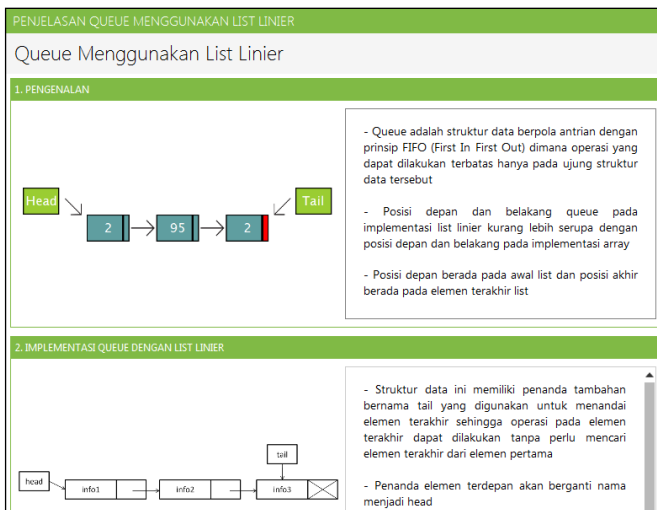 PENJELASAN QUEUE MENGGUNAKAN LIST LINIER
Queue Menggunakan List Linier
1. PENGENALAN
Head
Tail
2
95
2
- Queue adalah struktur data berpola antrian dengan
prinsip FIFO (First In First Out) dimana operasi yang
dapat dilakukan terbatas hanya pada ujung struktur
data tersebut
- Posisi depan dan belakang queue pada
implementasi list linier kurang lebih serupa dengan
posisi depan dan belakang pada implementasi array
- Posisi depan berada pada awal list dan posisi akhir
berada pada elemen terakhir list
2. IMPLEMENTASI QUEUE DENGAN LIST LINIER
tail
head
info1
info2
info3
- Struktur data ini memiliki penanda tambahan
bernama tail yang digunakan untuk menandai
elemen terakhir sehingga operasi pada elemen
terakhir dapat dilakukan tanpa perlu mencari
elemen terakhir dari elemen pertama
- Penanda elemen terdepan akan berganti nama
menjadi head